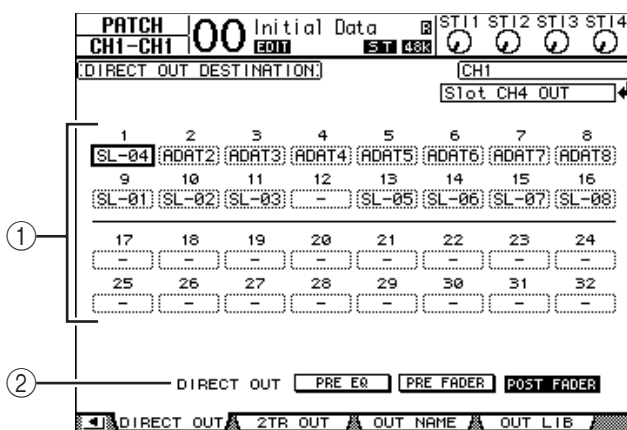 PATCH 00 Initial Data R STI1 STI2 STI3 STI4
CH1-CH1 EDIT ST 48K
DIRECT OUT DESTINATION CH1
Slot CH4 OUT
1 2 3 4 5 6 7 8
SL-04 ADAT2 ADAT3 ADAT4 ADAT5 ADAT6 ADAT7 ADAT8
9 10 11 12 13 14 15 16
SL-01 SL-02 SL-03 - SL-05 SL-06 SL-07 SL-08
① 17 18 19 20 21 22 23 24
- - - - - - - -
25 26 27 28 29 30 31 32
- - - - - - - -
② DIRECT OUT PRE EQ PRE FADER POST FADER
DIRECT OUT 2TR OUT OUT NAME OUT LIB